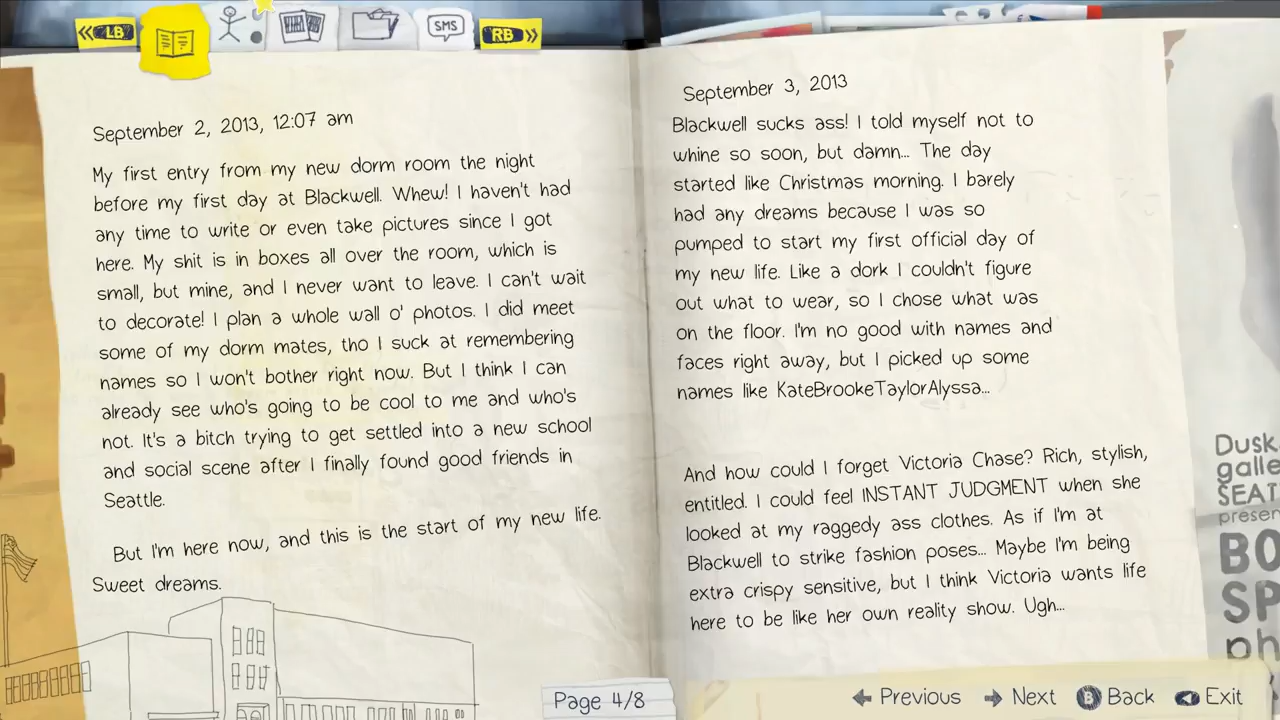 LB
SMS
RB
September 2, 2013, 12:07 am
My first entry from my new dorm room the night
before my first day at Blackwell. Whew! I haven't had
any time to write or even take pictures since I got
here. My shit is in boxes all over the room, which is
small, but mine, and I never want to leave. I can't wait
to decorate! I plan a whole wall o' photos. I did meet
some of my dorm mates, tho I suck at remembering
names so I won't bother right now. But I think I can
already see who's going to be cool to me and who's
not. It's a bitch trying to get settled into a new school
and social scene after I finally found good friends in
Seattle.
But I'm here now, and this is the start of my new life.
Sweet dreams.
September 3, 2013
Blackwell sucks ass! I told myself not to
whine so soon, but damn... The day
started like Christmas morning. I barely
had any dreams because I was so
pumped to start my first official day of
my new life. Like a dork I couldn't figure
out what to wear, so I chose what was
on the floor. I'm no good with names and
faces right away, but I picked up some
names like KateBrookeTaylorAlyssa...
And how could I forget Victoria Chase? Rich, stylish,
entitled. I could feel INSTANT JUDGMENT when she
looked at my raggedy ass clothes. As if I'm at
Blackwell to strike fashion poses... Maybe I'm being
extra crispy sensitive, but I think Victoria wants life
here to be like her own reality show. Ugh...
Dusk
galle
SEAT
presen
BO
SP
ph
Page 4/8
Previous
Next
B Back
Exit